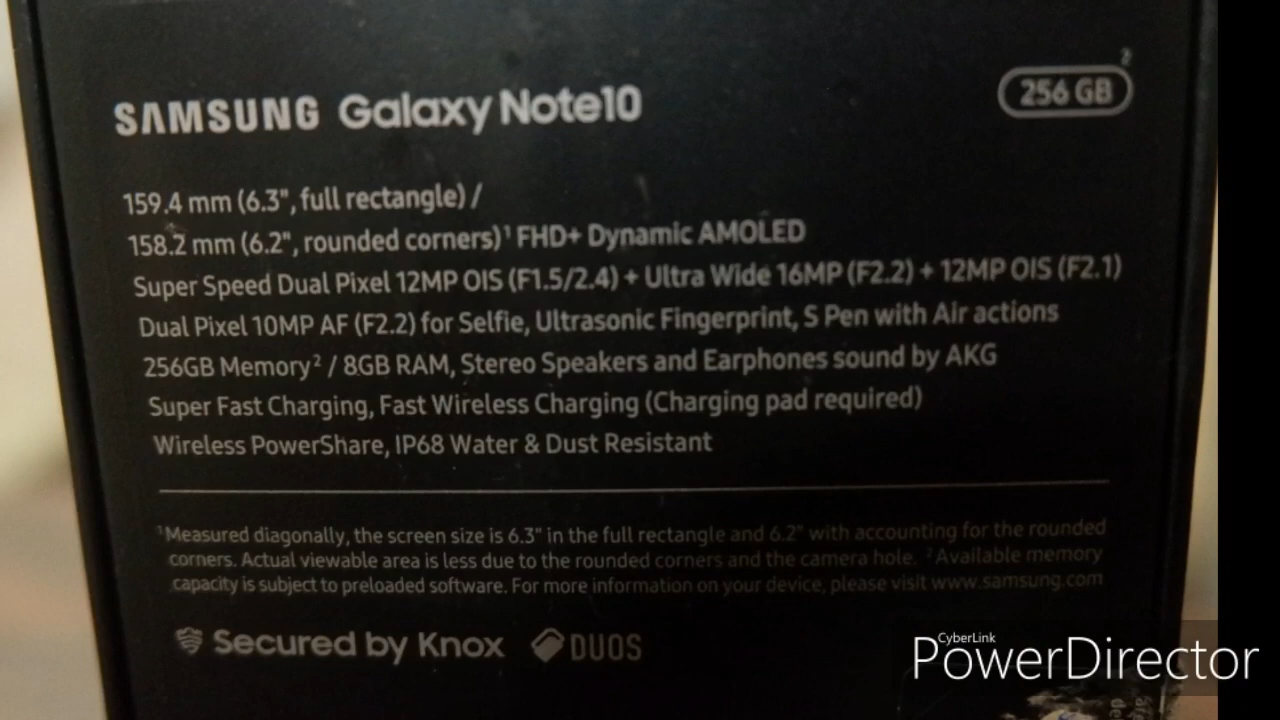 SAMSUNG Galaxy Note10
256 GB ²
159.4 mm (6.3", full rectangle) /
158.2 mm (6.2", rounded corners)¹ FHD+ Dynamic AMOLED
Super Speed Dual Pixel 12MP OIS (F1.5/2.4) + Ultra Wide 16MP (F2.2) + 12MP OIS (F2.1)
Dual Pixel 10MP AF (F2.2) for Selfie, Ultrasonic Fingerprint, S Pen with Air actions
256GB Memory² / 8GB RAM, Stereo Speakers and Earphones sound by AKG
Super Fast Charging, Fast Wireless Charging (Charging pad required)
Wireless PowerShare, IP68 Water & Dust Resistant
¹Measured diagonally, the screen size is 6.3" in the full rectangle and 6.2" with accounting for the rounded
corners. Actual viewable area is less due to the rounded corners and the camera hole. ²Available memory
capacity is subject to preloaded software. For more information on your device, please visit www.samsung.com
Secured by Knox DUOS
CyberLink
PowerDirector